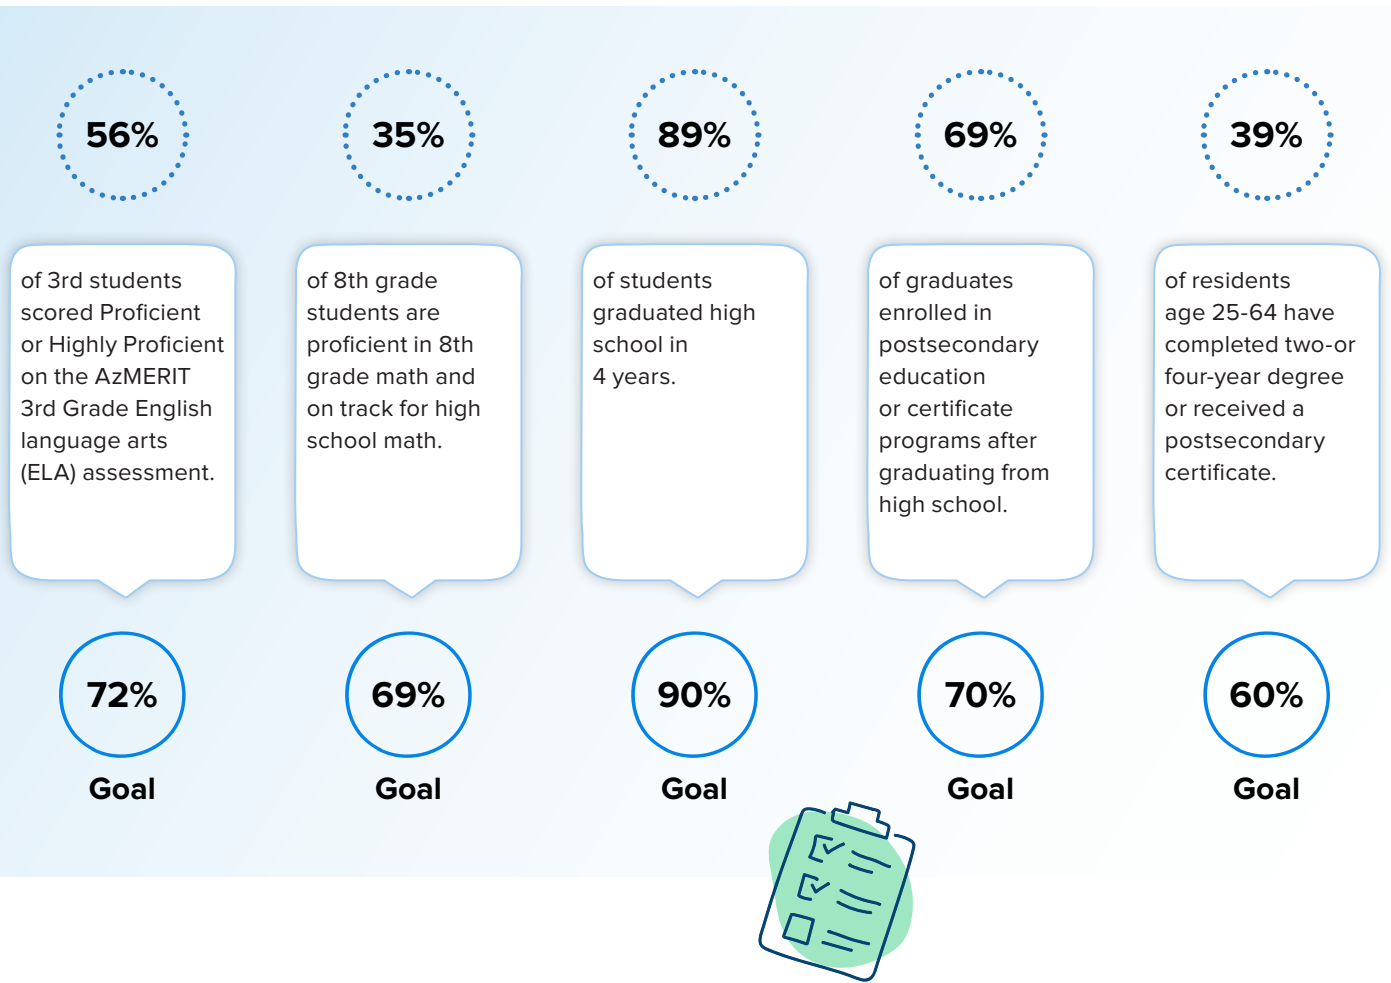 56%
35%
89%
69%
39%
of 3rd students
scored Proficient
or Highly Proficient
on the AzMERIT
3rd Grade English
language arts
(ELA) assessment.
of 8th grade
students are
proficient in 8th
grade math and
on track for high
school math.
of students
graduated high
school in
4 years.
of graduates
enrolled in
postsecondary
education
or certificate
programs after
graduating from
high school.
of residents
age 25-64 have
completed two-or
four-year degree
or received a
postsecondary
certificate.
72%
69%
90%
70%
60%
Goal
Goal
Goal
Goal
Goal